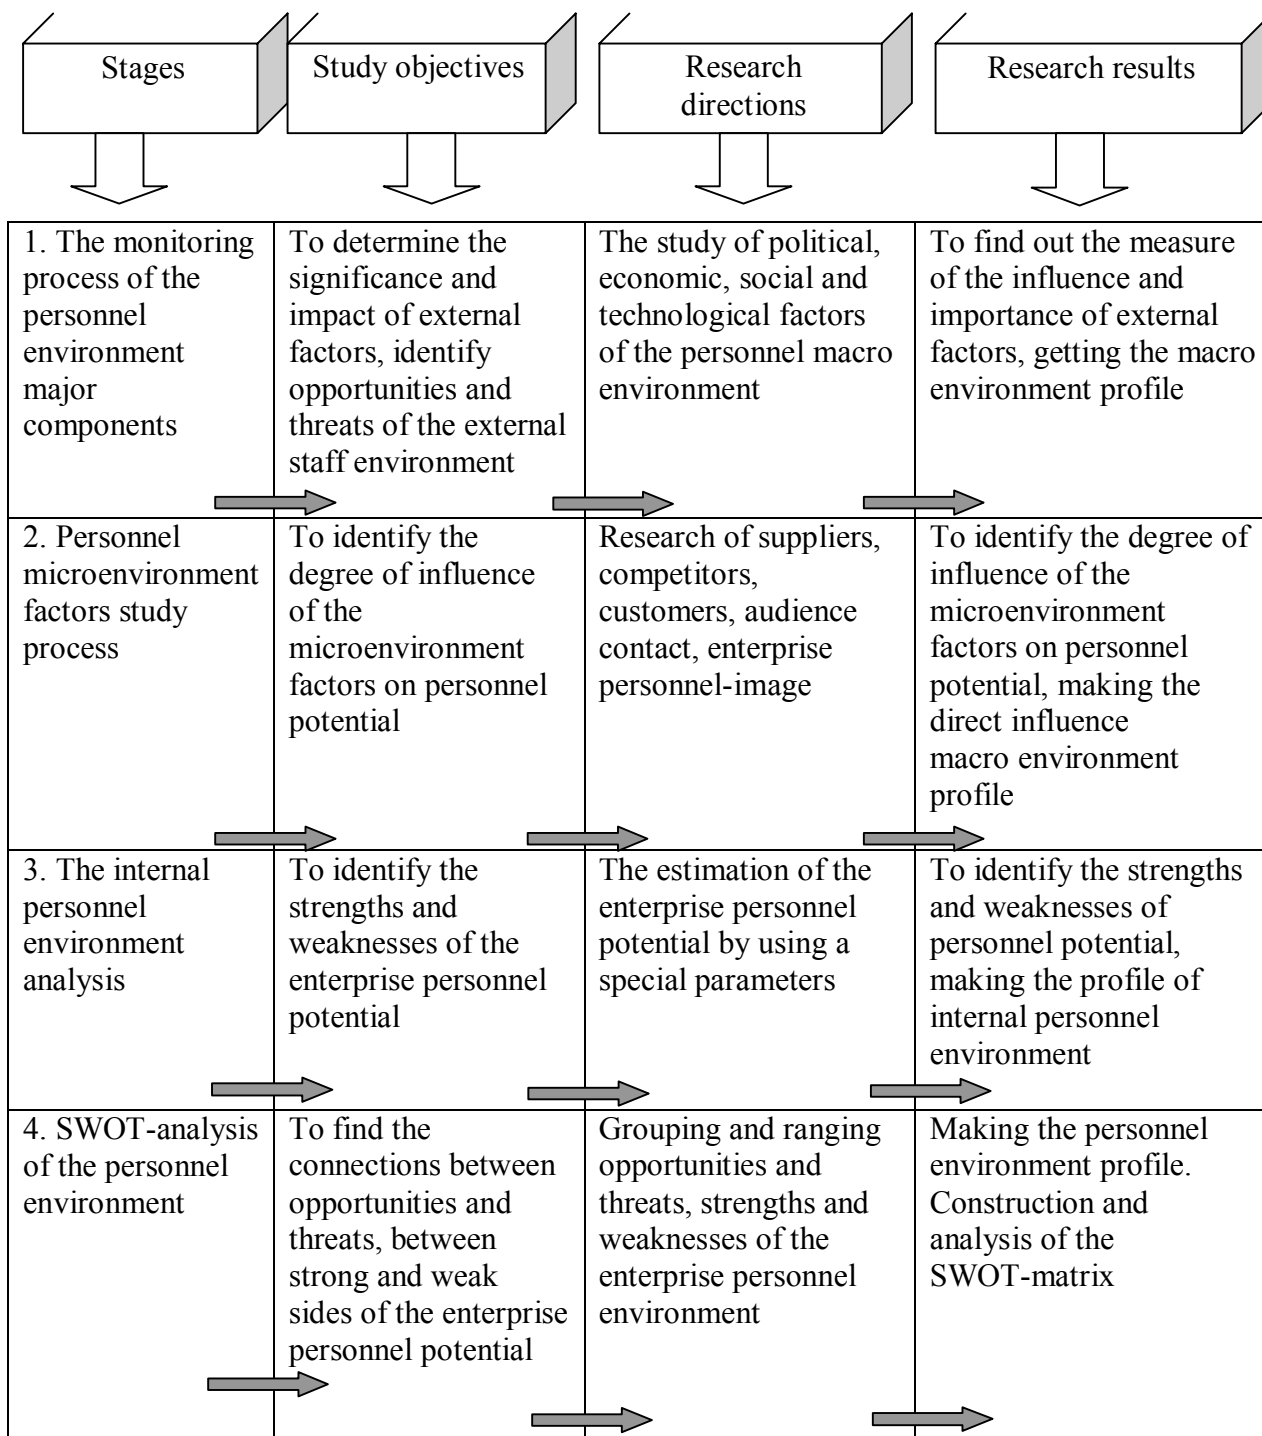 Stages
Study objectives
Research
directions
Research results
1. The monitoring
process of the
personnel
environment
major
components
To determine the
significance and
impact of external
factors, identify
opportunities and
threats of the external
staff environment
The study of political,
economic, social and
technological factors
of the personnel macro
environment
To find out the measure
of the influence and
importance of external
factors, getting the macro
environment profile
2. Personnel
microenvironment
factors study
process
To identify the
degree of influence
of the
microenvironment
factors on personnel
potential
Research of suppliers,
competitors,
customers, audience
contact, enterprise
personnel-image
To identify the degree of
influence of the
microenvironment
factors on personnel
potential, making the
direct influence
macro environment
profile
3. The internal
personnel
environment
analysis
To identify the
strengths and
weaknesses of the
enterprise personnel
potential
The estimation of the
enterprise personnel
potential by using a
special parameters
To identify the strengths
and weaknesses of
personnel potential,
making the profile of
internal personnel
environment
4. SWOT-analysis
of the personnel
environment
To find the
connections between
opportunities and
threats, between
strong and weak
sides of the enterprise
personnel potential
Grouping and ranging
opportunities and
threats, strengths and
weaknesses of the
enterprise personnel
environment
Making the personnel
environment profile.
Construction and
analysis of the
SWOT-matrix